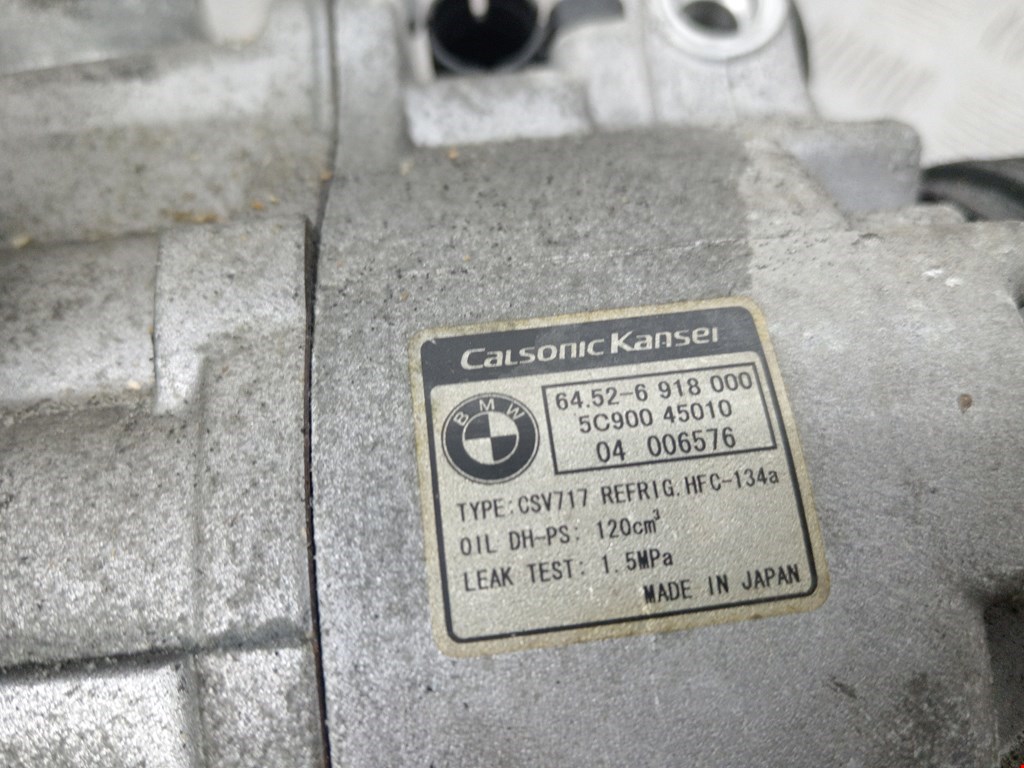 CALSONIC KANSEI
BMW
64.52-6 918 000
5C900 45010
04 006576
TYPE:CSV717 REFRIG.HFC-134a
OIL DH-PS: 120cm³
LEAK TEST: 1.5MPa
MADE IN JAPAN